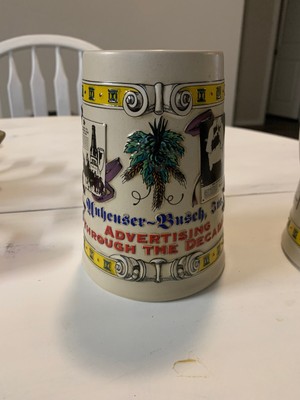 Anheuser~Busch, Inc
ADVERTISING
THROUGH THE DECADES